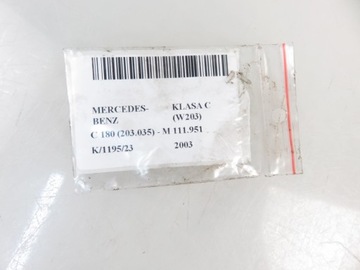 MERCEDES- KLASA C
BENZ (W203)
C 180 (203.035) - M 111.951
K/1195/23 2003